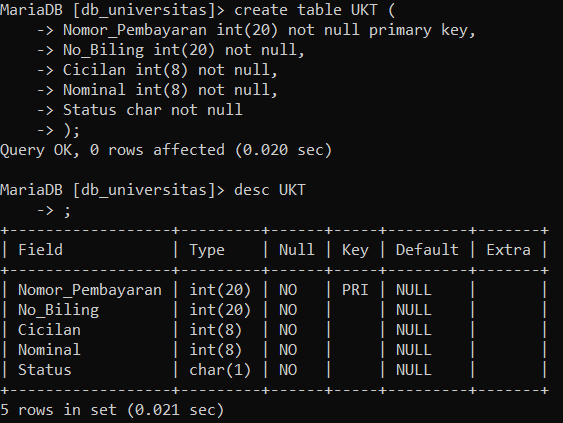 MariaDB [db_universitas]> create table UKT (
    -> Nomor_Pembayaran int(20) not null primary key,
    -> No_Biling int(20) not null,
    -> Cicilan int(8) not null,
    -> Nominal int(8) not null,
    -> Status char not null
    -> );
Query OK, 0 rows affected (0.020 sec)
MariaDB [db_universitas]> desc UKT
    -> ;
+------------------+---------+------+-----+---------+-------+
| Field            | Type    | Null | Key | Default | Extra |
+------------------+---------+------+-----+---------+-------+
| Nomor_Pembayaran | int(20) | NO   | PRI | NULL    |       |
| No_Biling        | int(20) | NO   |     | NULL    |       |
| Cicilan          | int(8)  | NO   |     | NULL    |       |
| Nominal          | int(8)  | NO   |     | NULL    |       |
| Status           | char(1) | NO   |     | NULL    |       |
+------------------+---------+------+-----+---------+-------+
5 rows in set (0.021 sec)